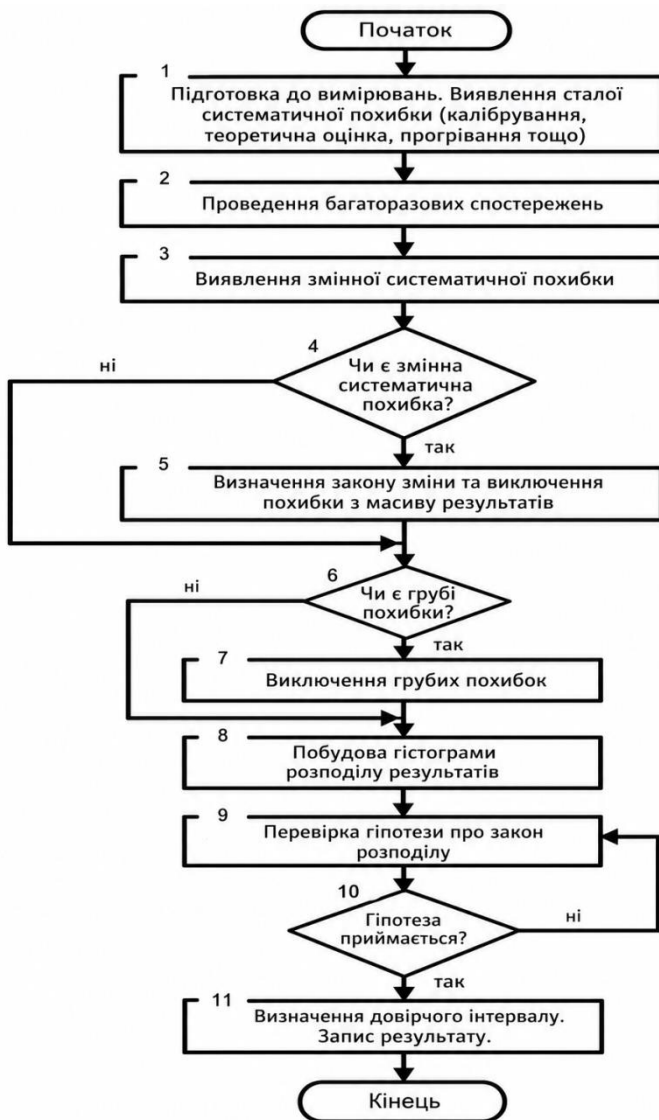 Початок
1
Підготовка до вимірювань. Виявлення сталої
систематичної похибки (калібрування,
теоретична оцінка, прогрівання тощо)
2
Проведення багаторазових спостережень
3
Виявлення змінної систематичної похибки
4
ні
Чи є змінна
систематична
похибка?
так
5
Визначення закону зміни та виключення
похибки з масиву результатів
6
ні
Чи є грубі
похибки?
так
7
Виключення грубих похибок
8
Побудова гістограми
розподілу результатів
9
Перевірка гіпотези про закон
розподілу
10
Гіпотеза
приймається?
ні
так
11
Визначення довірчого інтервалу.
Запис результату.
Кінець